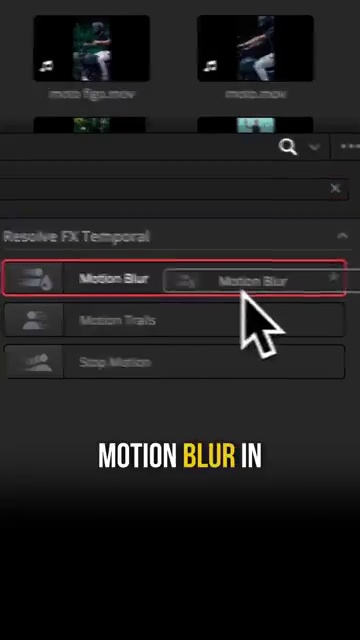 moto figo.mov
moto.mov
Resolve FX Temporal
Motion Blur
Motion Blur
Motion Trails
Stop Motion
MOTION BLUR IN